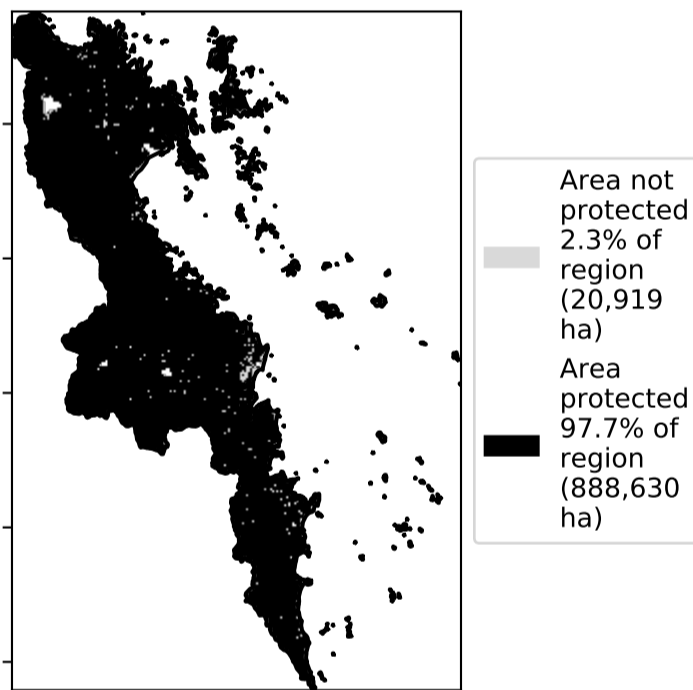 Area not
protected
2.3% of
region
(20,919
ha)
Area
protected
97.7% of
region
(888,630
ha)